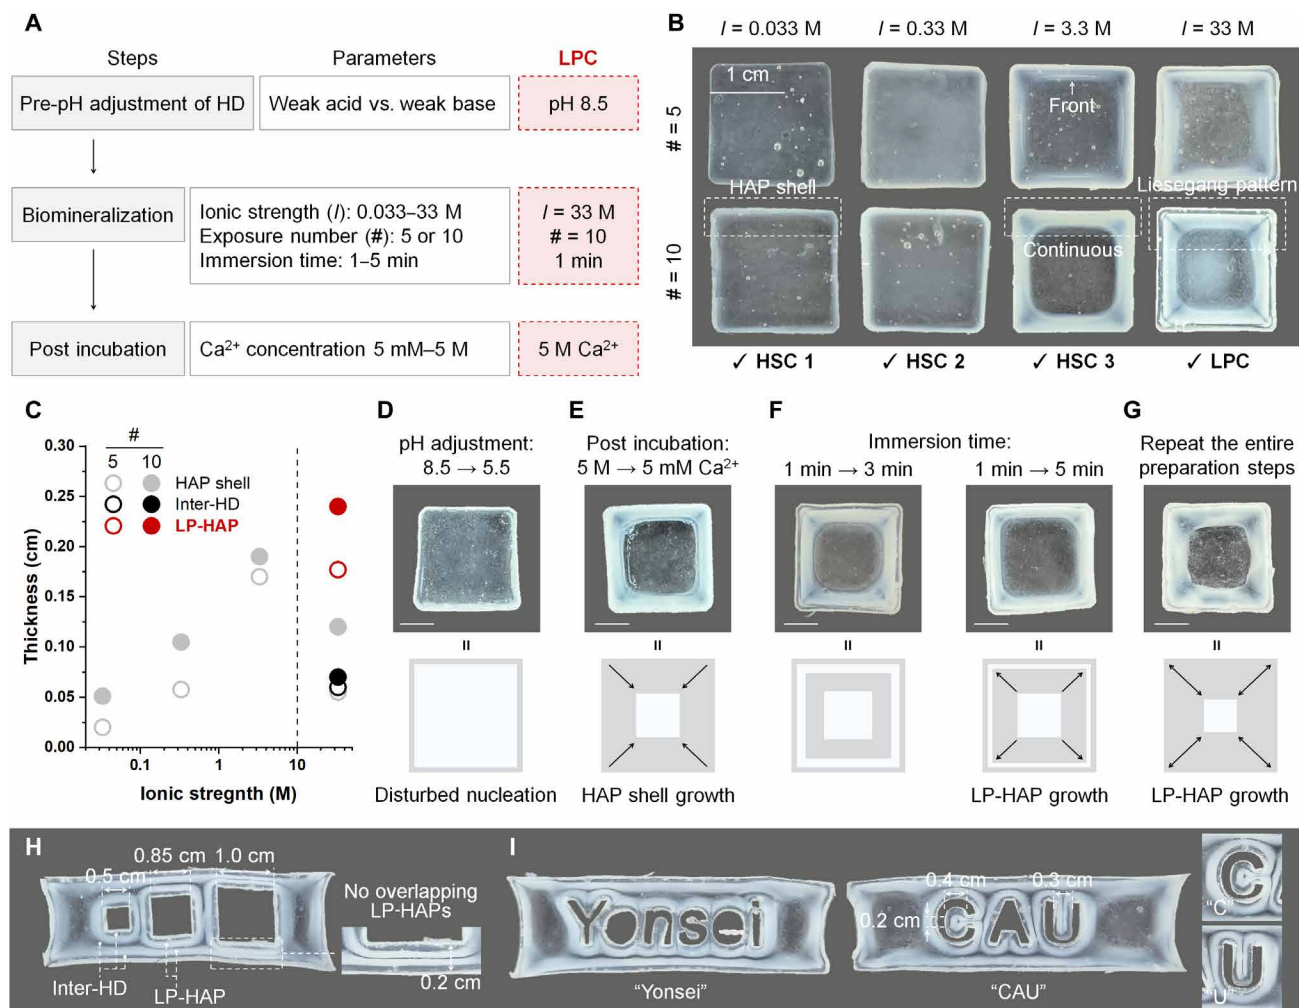 A
Steps
Parameters
LPC
Pre-pH adjustment of HD
Weak acid vs. weak base
pH 8.5
Biomineralization
Ionic strength (I): 0.033–33 M
Exposure number (#): 5 or 10
Immersion time: 1–5 min
I = 33 M
# = 10
1 min
Post incubation
Ca²⁺ concentration 5 mM–5 M
5 M Ca²⁺
B
I = 0.033 M
I = 0.33 M
I = 3.3 M
I = 33 M
# = 5
1 cm
Front
HAP shell
Liesegang pattern
# = 10
Continuous
✓ HSC 1
✓ HSC 2
✓ HSC 3
✓ LPC
C
#
5 10
HAP shell
Inter-HD
LP-HAP
Thickness (cm)
0.30
0.25
0.20
0.15
0.10
0.05
0.00
0.1
1
10
Ionic stregnth (M)
D
pH adjustment:
8.5 → 5.5
=
Disturbed nucleation
E
Post incubation:
5 M → 5 mM Ca²⁺
=
HAP shell growth
F
Immersion time:
1 min → 3 min
1 min → 5 min
=
=
LP-HAP growth
G
Repeat the entire
preparation steps
=
LP-HAP growth
H
0.5 cm
0.85 cm
1.0 cm
No overlapping
LP-HAPs
0.2 cm
Inter-HD
LP-HAP
I
Yonsei
"Yonsei"
CAU
0.4 cm
0.3 cm
0.2 cm
"CAU"
C
"C"
U
"U"